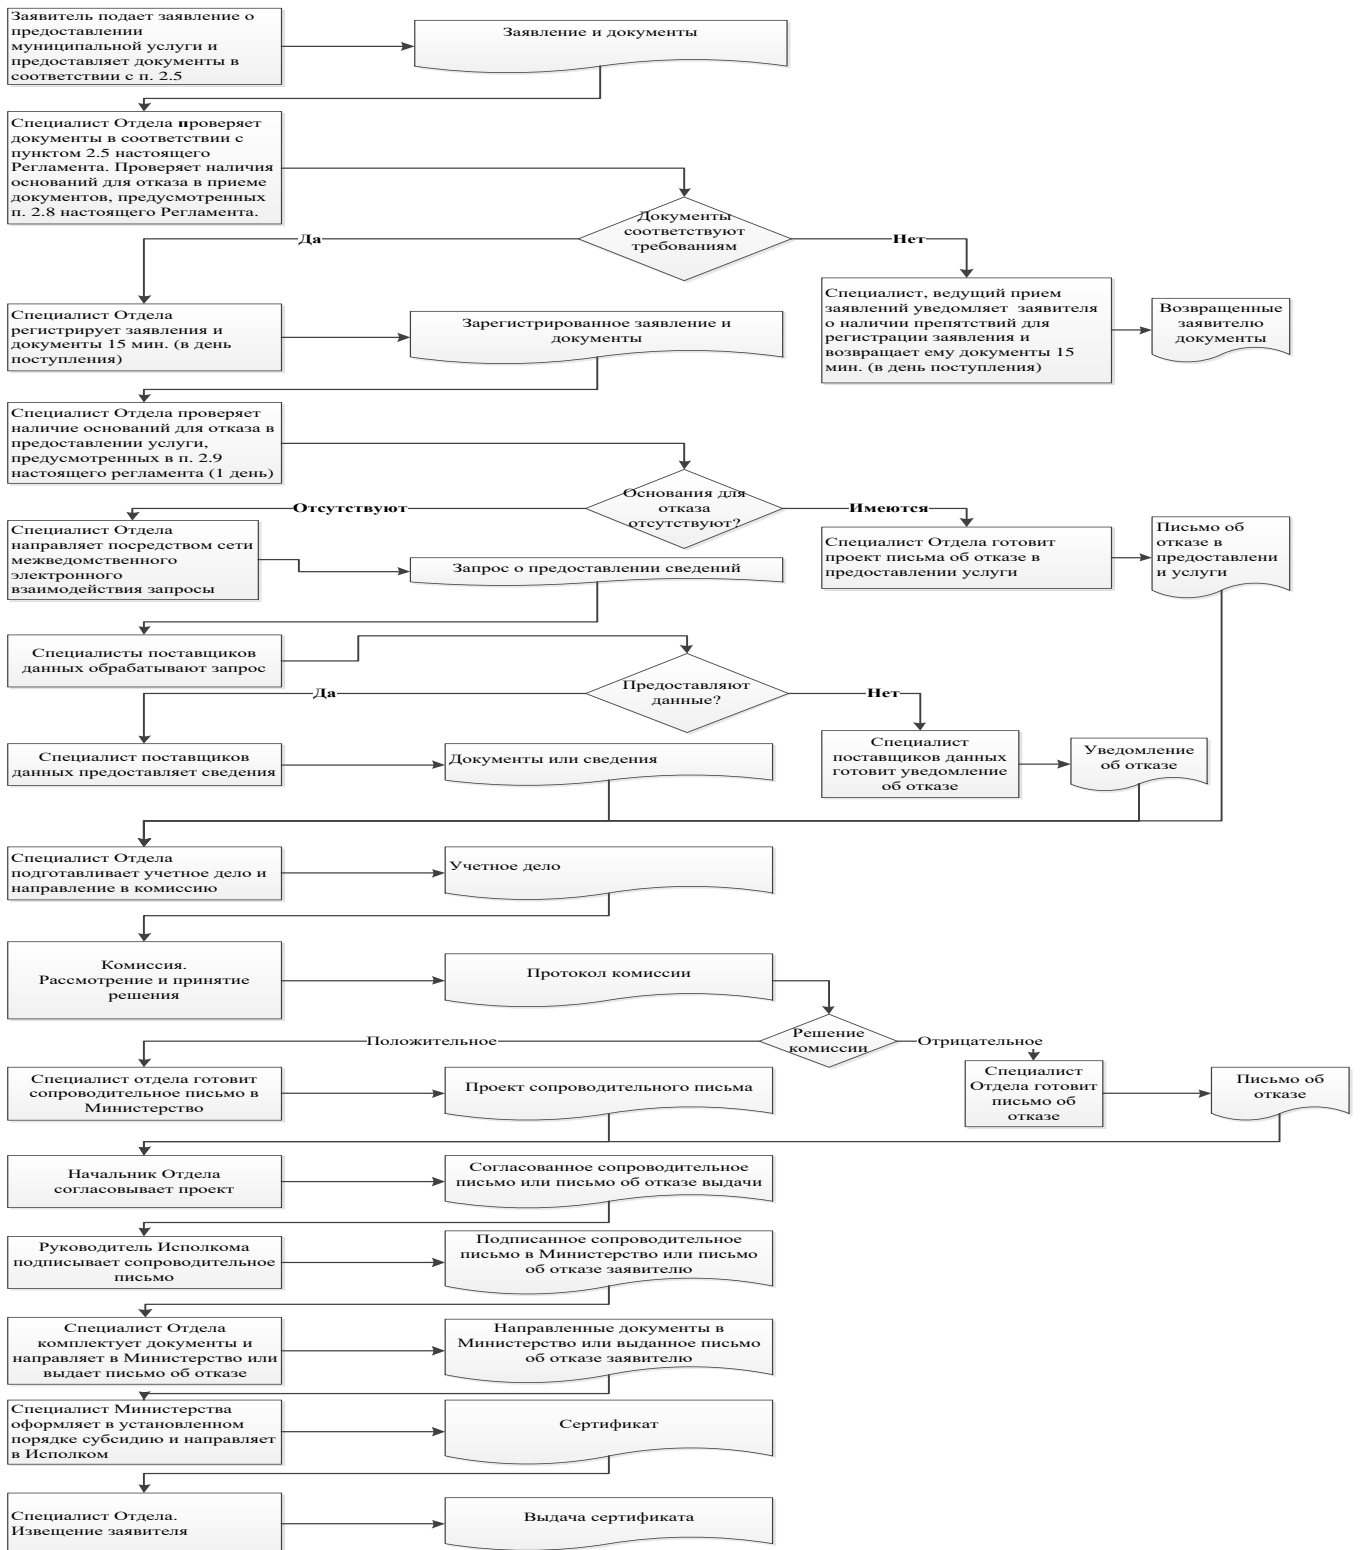 Заявитель подает заявление о
предоставлении
муниципальной услуги и
предоставляет документы в
соответствии с п. 2.5
Заявление и документы
Специалист Отдела проверяет
документы в соответствии с
пунктом 2.5 настоящего
Регламента. Проверяет наличия
оснований для отказа в приеме
документов, предусмотренных
п. 2.8 настоящего Регламента.
Документы
соответствуют
требованиям
Да
Нет
Специалист Отдела
регистрирует заявления и
документы 15 мин. (в день
поступления)
Зарегистрированное заявление и
документы
Специалист, ведущий прием
заявлений уведомляет заявителя
о наличии препятствий для
регистрации заявления и
возвращает ему документы 15
мин. (в день поступления)
Возвращенные
заявителю
документы
Специалист Отдела проверяет
наличие оснований для отказа в
предоставлении услуги,
предусмотренных в п. 2.9
настоящего регламента (1 день)
Основания для
отказа
отсутствуют?
Отсутствуют
Имеются
Специалист Отдела
направляет посредством сети
межведомственного
электронного
взаимодействия запросы
Запрос о предоставлении сведений
Специалист Отдела готовит
проект письма об отказе в
предоставлении услуги
Письмо об
отказе в
предоставлени
и услуги
Специалисты поставщиков
данных обрабатывают запрос
Предоставляют
данные?
Да
Нет
Специалист поставщиков
данных предоставляет сведения
Документы или сведения
Специалист
поставщиков данных
готовит уведомление
об отказе
Уведомление
об отказе
Специалист Отдела
подготавливает учетное дело и
направление в комиссию
Учетное дело
Комиссия.
Рассмотрение и принятие
решения
Протокол комиссии
Решение
комиссии
Положительное
Отрицательное
Специалист отдела готовит
сопроводительное письмо в
Министерство
Проект сопроводительного письма
Специалист
Отдела готовит
письмо об
отказе
Письмо об
отказе
Начальник Отдела
согласовывает проект
Согласованное сопроводительное
письмо или письмо об отказе выдачи
Руководитель Исполкома
подписывает сопроводительное
письмо
Подписанное сопроводительное
письмо в Министерство или письмо
об отказе заявителю
Специалист Отдела
комплектует документы и
направляет в Министерство или
выдает письмо об отказе
Направленные документы в
Министерство или выданное письмо
об отказе заявителю
Специалист Министерства
оформляет в установленном
порядке субсидию и направляет
в Исполком
Сертификат
Специалист Отдела.
Извещение заявителя
Выдача сертификата